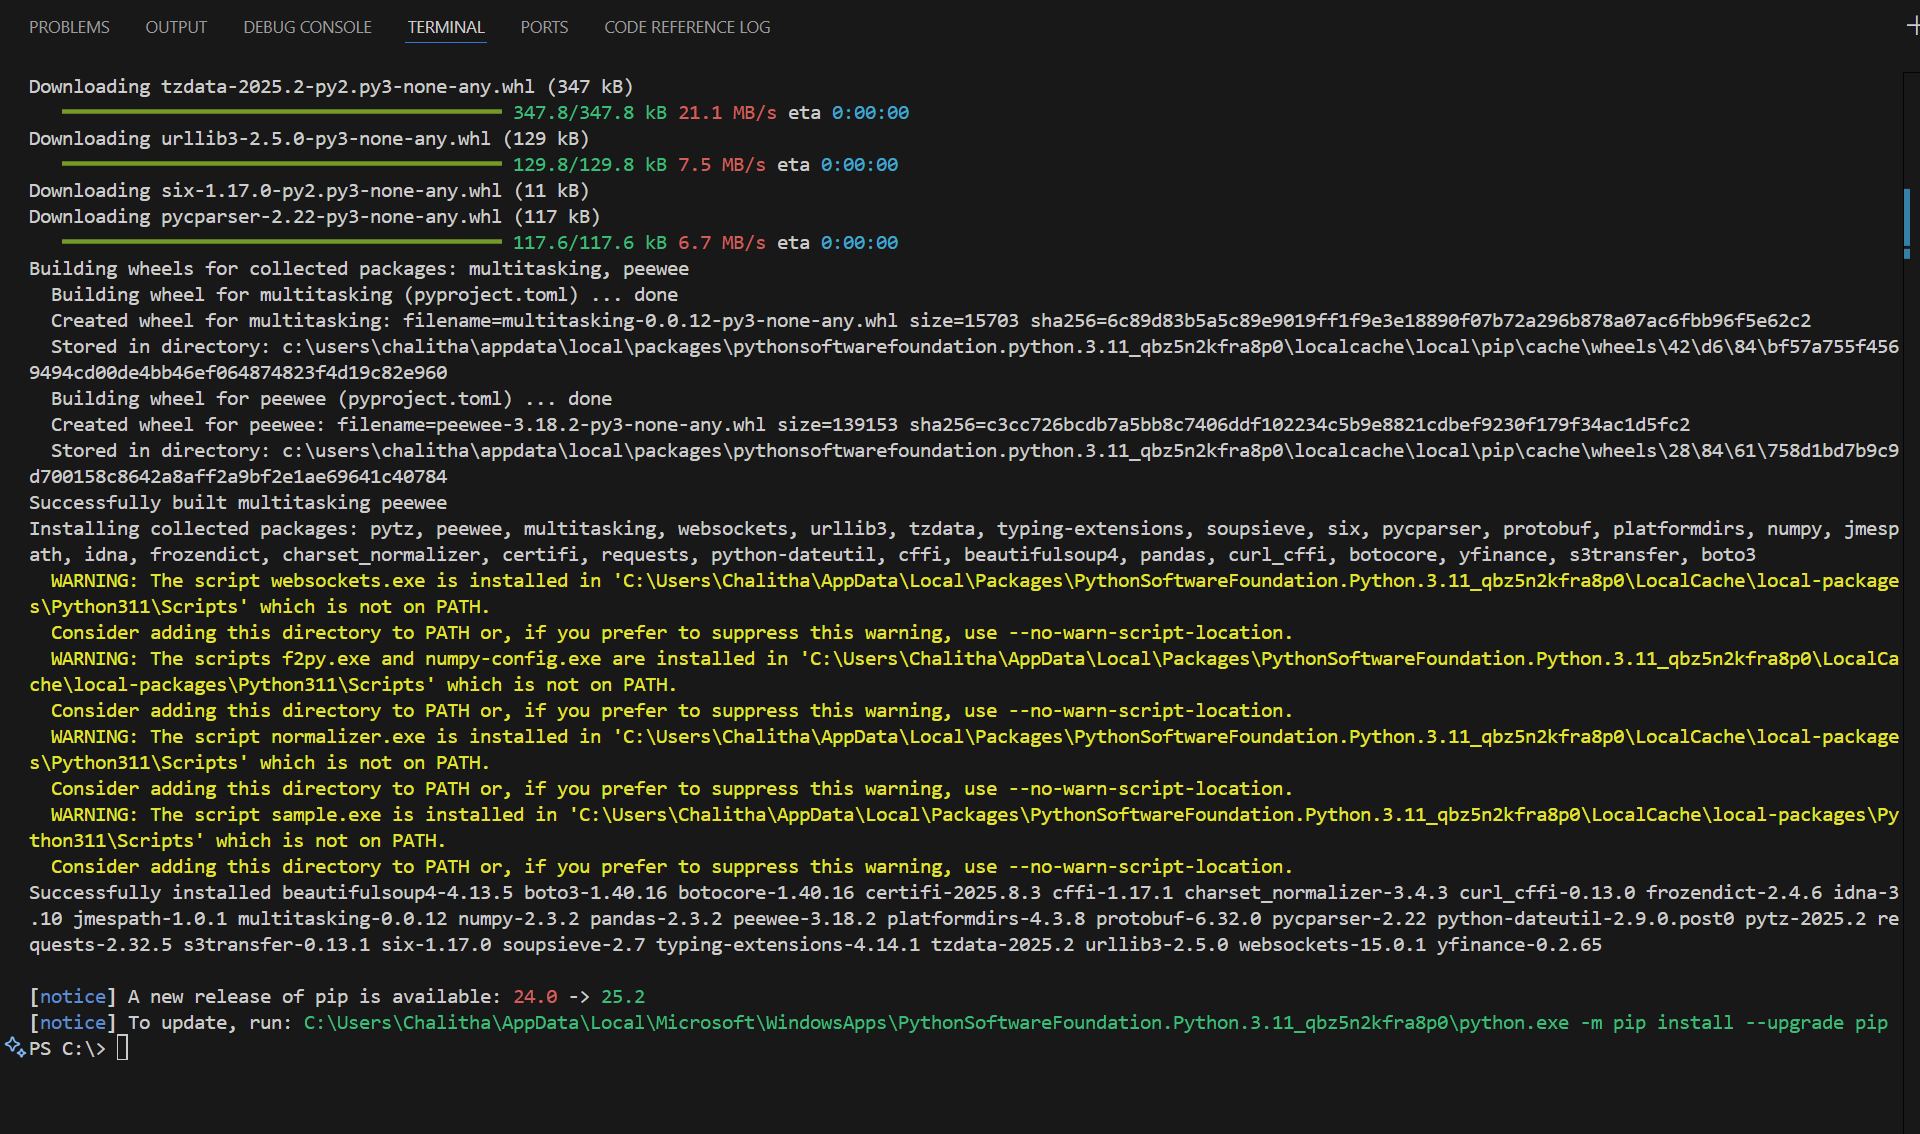 PROBLEMS OUTPUT DEBUG CONSOLE TERMINAL PORTS CODE REFERENCE LOG
Downloading tzdata-2025.2-py2.py3-none-any.whl (347 kB)
347.8/347.8 kB 21.1 MB/s eta 0:00:00
Downloading urllib3-2.5.0-py3-none-any.whl (129 kB)
129.8/129.8 kB 7.5 MB/s eta 0:00:00
Downloading six-1.17.0-py2.py3-none-any.whl (11 kB)
Downloading pycparser-2.22-py3-none-any.whl (117 kB)
117.6/117.6 kB 6.7 MB/s eta 0:00:00
Building wheels for collected packages: multitasking, peewee
Building wheel for multitasking (pyproject.toml) ... done
Created wheel for multitasking: filename=multitasking-0.0.12-py3-none-any.whl size=15703 sha256=6c89d83b5a5c89e9019ff1f9e3e18890f07b72a296b878a07ac6fbb96f5e62c2
Stored in directory: c:\users\chalitha\appdata\local\packages\pythonsoftwarefoundation.python.3.11_qbz5n2kfra8p0\localcache\local\pip\cache\wheels\42\d6\84\bf57a755f456
9494cd00de4bb46ef064874823f4d19c82e960
Building wheel for peewee (pyproject.toml) ... done
Created wheel for peewee: filename=peewee-3.18.2-py3-none-any.whl size=139153 sha256=c3cc726bcdb7a5bb8c7406ddf102234c5b9e8821cdbef9230f179f34ac1d5fc2
Stored in directory: c:\users\chalitha\appdata\local\packages\pythonsoftwarefoundation.python.3.11_qbz5n2kfra8p0\localcache\local\pip\cache\wheels\28\84\61\758d1bd7b9c9
d700158c8642a8aff2a9bf2e1ae69641c40784
Successfully built multitasking peewee
Installing collected packages: pytz, peewee, multitasking, websockets, urllib3, tzdata, typing-extensions, soupsieve, six, pycparser, protobuf, platformdirs, numpy, jmesp
ath, idna, frozendict, charset_normalizer, certifi, requests, python-dateutil, cffi, beautifulsoup4, pandas, curl_cffi, botocore, yfinance, s3transfer, boto3
WARNING: The script websockets.exe is installed in 'C:\Users\Chalitha\AppData\Local\Packages\PythonSoftwareFoundation.Python.3.11_qbz5n2kfra8p0\LocalCache\local-package
s\Python311\Scripts' which is not on PATH.
Consider adding this directory to PATH or, if you prefer to suppress this warning, use --no-warn-script-location.
WARNING: The scripts f2py.exe and numpy-config.exe are installed in 'C:\Users\Chalitha\AppData\Local\Packages\PythonSoftwareFoundation.Python.3.11_qbz5n2kfra8p0\LocalCa
che\local-packages\Python311\Scripts' which is not on PATH.
Consider adding this directory to PATH or, if you prefer to suppress this warning, use --no-warn-script-location.
WARNING: The script normalizer.exe is installed in 'C:\Users\Chalitha\AppData\Local\Packages\PythonSoftwareFoundation.Python.3.11_qbz5n2kfra8p0\LocalCache\local-package
s\Python311\Scripts' which is not on PATH.
Consider adding this directory to PATH or, if you prefer to suppress this warning, use --no-warn-script-location.
WARNING: The script sample.exe is installed in 'C:\Users\Chalitha\AppData\Local\Packages\PythonSoftwareFoundation.Python.3.11_qbz5n2kfra8p0\LocalCache\local-packages\Py
thon311\Scripts' which is not on PATH.
Consider adding this directory to PATH or, if you prefer to suppress this warning, use --no-warn-script-location.
Successfully installed beautifulsoup4-4.13.5 boto3-1.40.16 botocore-1.40.16 certifi-2025.8.3 cffi-1.17.1 charset_normalizer-3.4.3 curl_cffi-0.13.0 frozendict-2.4.6 idna-3
.10 jmespath-1.0.1 multitasking-0.0.12 numpy-2.3.2 pandas-2.3.2 peewee-3.18.2 platformdirs-4.3.8 protobuf-6.32.0 pycparser-2.22 python-dateutil-2.9.0.post0 pytz-2025.2 re
quests-2.32.5 s3transfer-0.13.1 six-1.17.0 soupsieve-2.7 typing-extensions-4.14.1 tzdata-2025.2 urllib3-2.5.0 websockets-15.0.1 yfinance-0.2.65
[notice] A new release of pip is available: 24.0 -> 25.2
[notice] To update, run: C:\Users\Chalitha\AppData\Local\Microsoft\WindowsApps\PythonSoftwareFoundation.Python.3.11_qbz5n2kfra8p0\python.exe -m pip install --upgrade pip
PS C:\>